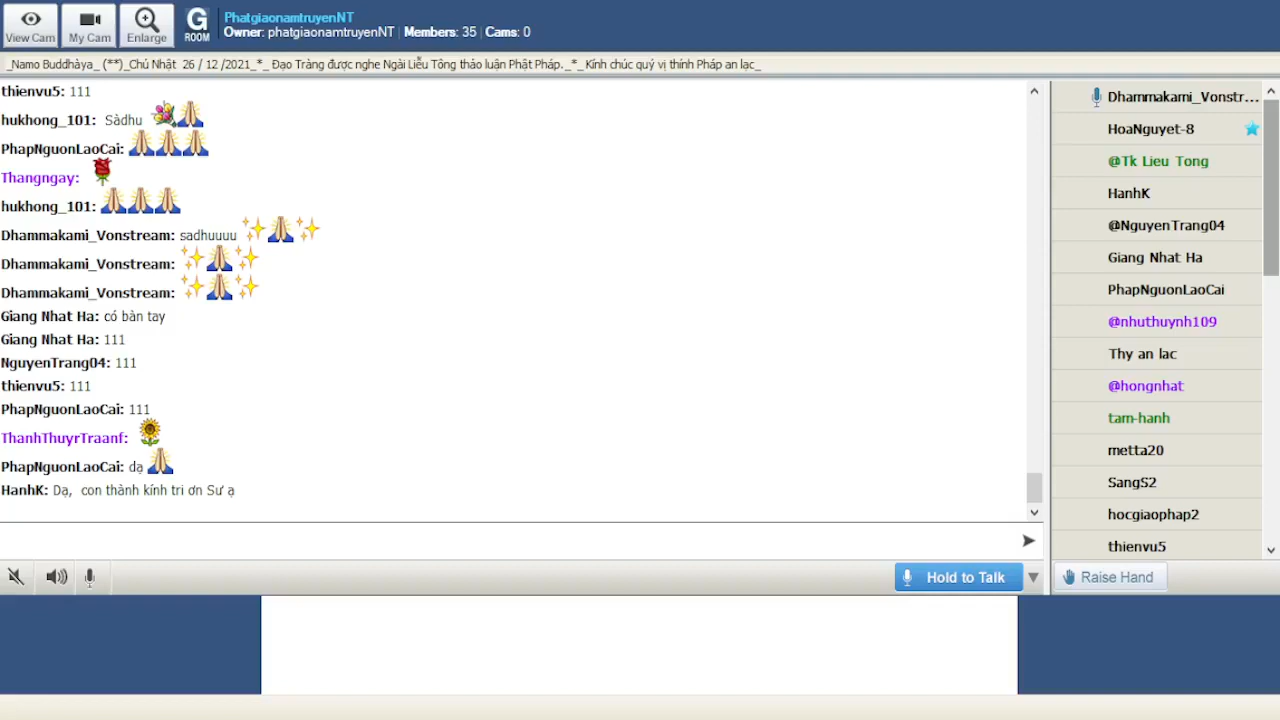 View Cam
My Cam
Enlarge
G ROOM
PhatgiaonamtruyenNT
Owner: phatgiaonamtruyenNT | Members: 35 | Cams: 0
_Namo Buddhàya_ (**)_Chủ Nhật 26 / 12 /2021_*_ Đạo Tràng được nghe Ngài Liễu Tông thảo luận Phật Pháp._*_Kính chúc quý vị thính Pháp an lạc_
thienvu5: 111
hukhong_101: Sàdhu
PhapNguonLaoCai:
Thangngay:
hukhong_101:
Dhammakami_Vonstream: sadhuuuu
Dhammakami_Vonstream:
Dhammakami_Vonstream:
Giang Nhat Ha: có bàn tay
Giang Nhat Ha: 111
NguyenTrang04: 111
thienvu5: 111
PhapNguonLaoCai: 111
ThanhThuyrTraanf:
PhapNguonLaoCai: dạ
HanhK: Dạ, con thành kính tri ơn Sư ạ
Hold to Talk
Dhammakami_Vonstr...
HoaNguyet-8
@Tk Lieu Tong
HanhK
@NguyenTrang04
Giang Nhat Ha
PhapNguonLaoCai
@nhuthuynh109
Thy an lac
@hongnhat
tam-hanh
metta20
SangS2
hocgiaophap2
thienvu5
Raise Hand